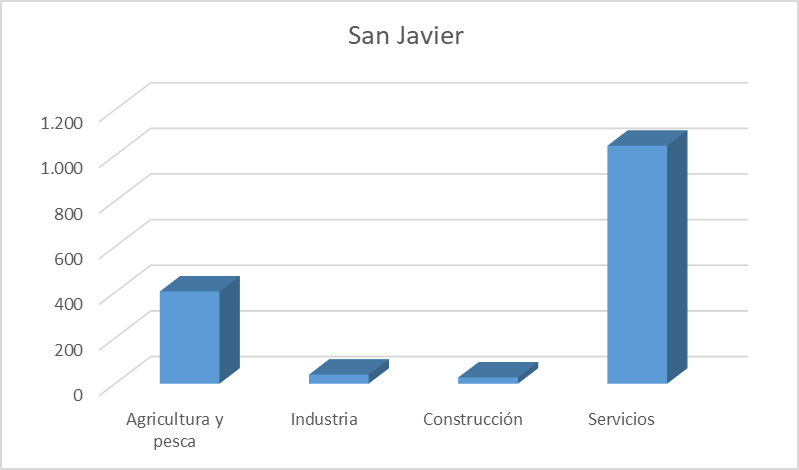 San Javier
1.200
1.000
800
600
400
200
0
Agricultura y
pesca
Industria
Construcción
Servicios